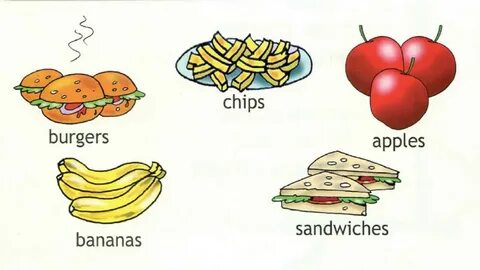 burgers
chips
apples
bananas
sandwiches